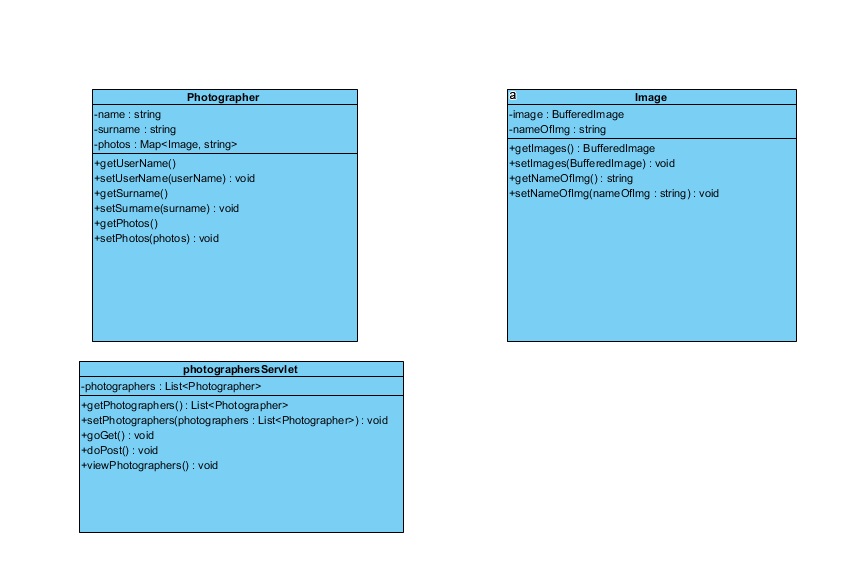 Photographer
-name : string
-surname : string
-photos : Map<Image, string>
+getUserName()
+setUserName(userName) : void
+getSurname()
+setSurname(surname) : void
+getPhotos()
+setPhotos(photos) : void
a
Image
-image : BufferedImage
-nameOfImg : string
+getImages() : BufferedImage
+setImages(BufferedImage) : void
+getNameOfImg() : string
+setNameOfImg(nameOfImg : string) : void
photographersServlet
-photographers : List<Photographer>
+getPhotographers() : List<Photographer>
+setPhotographers(photographers : List<Photographer>) : void
+goGet() : void
+doPost() : void
+viewPhotographers() : void